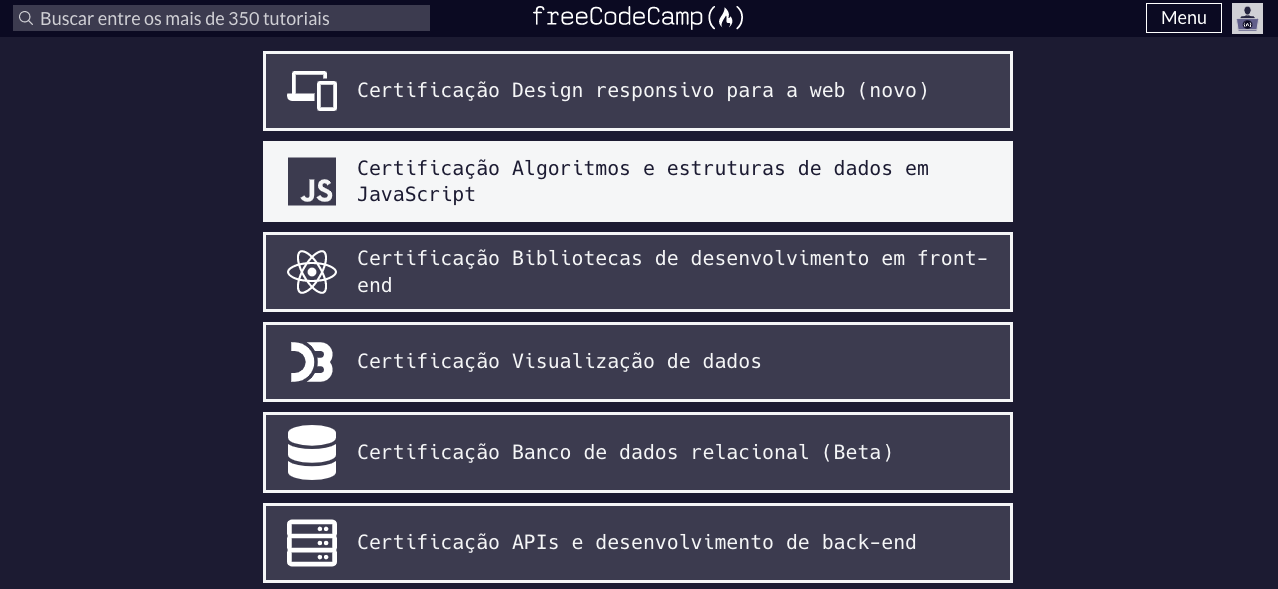 Buscar entre os mais de 350 tutoriais
freeCodeCamp(🔥)
Menu
Certificação Design responsivo para a web (novo)
JS
Certificação Algoritmos e estruturas de dados em
JavaScript
Certificação Bibliotecas de desenvolvimento em front-
end
Certificação Visualização de dados
Certificação Banco de dados relacional (Beta)
Certificação APIs e desenvolvimento de back-end